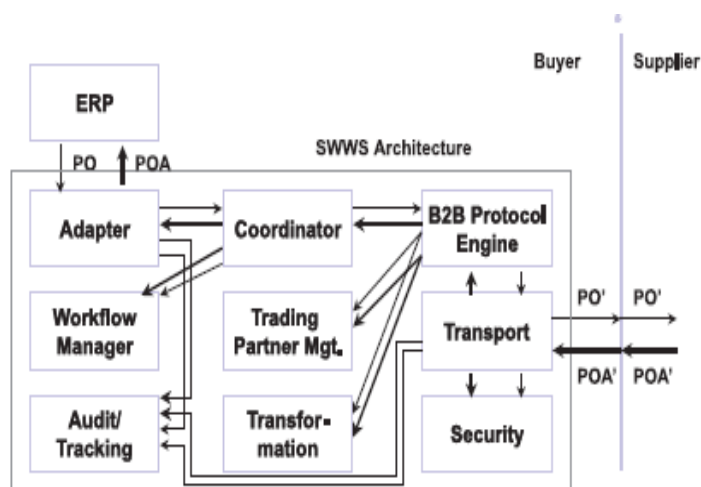 Buyer
Supplier
ERP
PO
POA
SWWS Architecture
Adapter
Coordinator
B2B Protocol
Engine
Workflow
Manager
Trading
Partner Mgt.
Transport
PO'
PO'
POA'
POA'
Audit/
Tracking
Transfor-
mation
Security